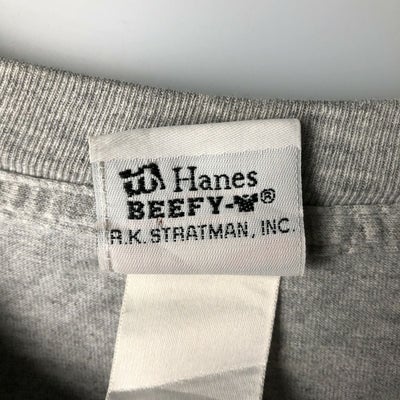 Hanes
BEEFY-T®
R.K. STRATMAN, INC.